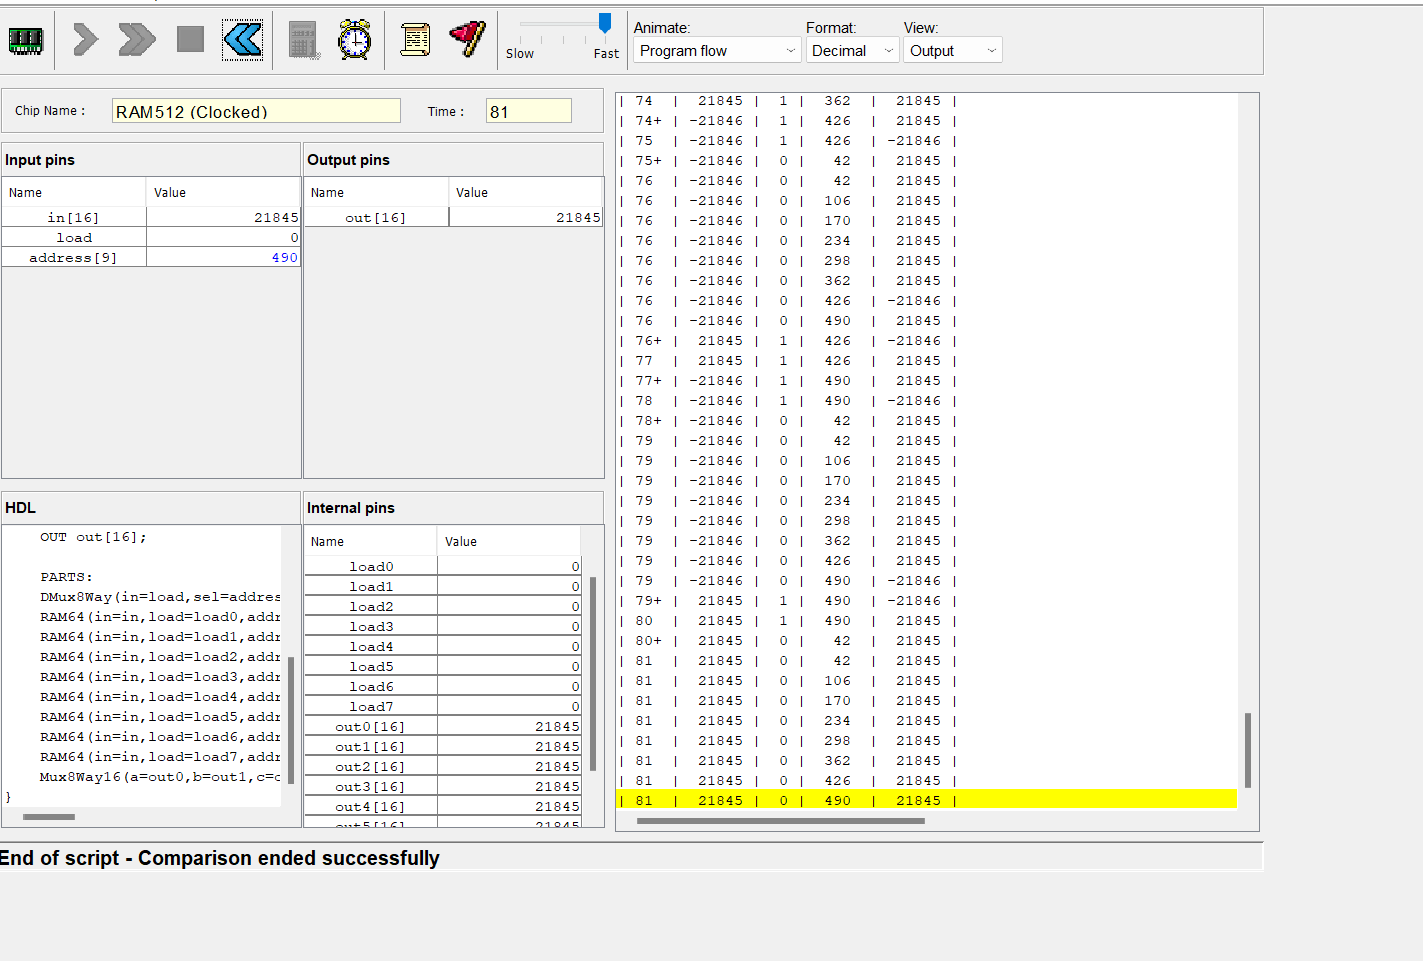 Slow
Fast
Animate:
Program flow
Format:
Decimal
View:
Output
Chip Name :
RAM512 (Clocked)
Time :
81
Input pins
Name Value
in[16] 21845
load 0
address[9] 490
Output pins
Name Value
out[16] 21845
HDL
OUT out[16];
PARTS:
DMux8Way(in=load,sel=addres
RAM64(in=in,load=load0,addr
RAM64(in=in,load=load1,addr
RAM64(in=in,load=load2,addr
RAM64(in=in,load=load3,addr
RAM64(in=in,load=load4,addr
RAM64(in=in,load=load5,addr
RAM64(in=in,load=load6,addr
RAM64(in=in,load=load7,addr
Mux8Way16(a=out0,b=out1,c=c
}
Internal pins
Name Value
load0 0
load1 0
load2 0
load3 0
load4 0
load5 0
load6 0
load7 0
out0[16] 21845
out1[16] 21845
out2[16] 21845
out3[16] 21845
out4[16] 21845
out5[16] 21845
| 74 | 21845 | 1 | 362 | 21845 |
| 74+ | -21846 | 1 | 426 | 21845 |
| 75 | -21846 | 1 | 426 | -21846 |
| 75+ | -21846 | 0 | 42 | 21845 |
| 76 | -21846 | 0 | 42 | 21845 |
| 76 | -21846 | 0 | 106 | 21845 |
| 76 | -21846 | 0 | 170 | 21845 |
| 76 | -21846 | 0 | 234 | 21845 |
| 76 | -21846 | 0 | 298 | 21845 |
| 76 | -21846 | 0 | 362 | 21845 |
| 76 | -21846 | 0 | 426 | -21846 |
| 76 | -21846 | 0 | 490 | 21845 |
| 76+ | 21845 | 1 | 426 | -21846 |
| 77 | 21845 | 1 | 426 | 21845 |
| 77+ | -21846 | 1 | 490 | 21845 |
| 78 | -21846 | 1 | 490 | -21846 |
| 78+ | -21846 | 0 | 42 | 21845 |
| 79 | -21846 | 0 | 42 | 21845 |
| 79 | -21846 | 0 | 106 | 21845 |
| 79 | -21846 | 0 | 170 | 21845 |
| 79 | -21846 | 0 | 234 | 21845 |
| 79 | -21846 | 0 | 298 | 21845 |
| 79 | -21846 | 0 | 362 | 21845 |
| 79 | -21846 | 0 | 426 | 21845 |
| 79 | -21846 | 0 | 490 | -21846 |
| 79+ | 21845 | 1 | 490 | -21846 |
| 80 | 21845 | 1 | 490 | 21845 |
| 80+ | 21845 | 0 | 42 | 21845 |
| 81 | 21845 | 0 | 42 | 21845 |
| 81 | 21845 | 0 | 106 | 21845 |
| 81 | 21845 | 0 | 170 | 21845 |
| 81 | 21845 | 0 | 234 | 21845 |
| 81 | 21845 | 0 | 298 | 21845 |
| 81 | 21845 | 0 | 362 | 21845 |
| 81 | 21845 | 0 | 426 | 21845 |
| 81 | 21845 | 0 | 490 | 21845 |
End of script - Comparison ended successfully